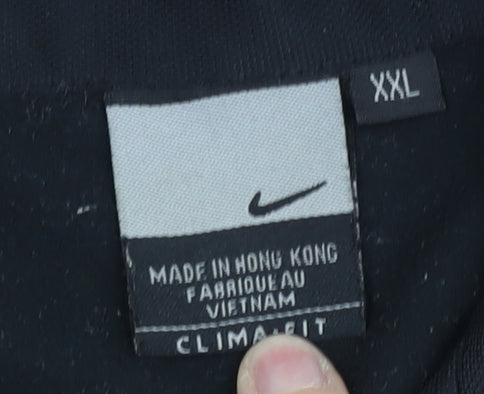 XXL
MADE IN HONG KONG
FABRIQUE AU
VIETNAM
CLIMA·FIT